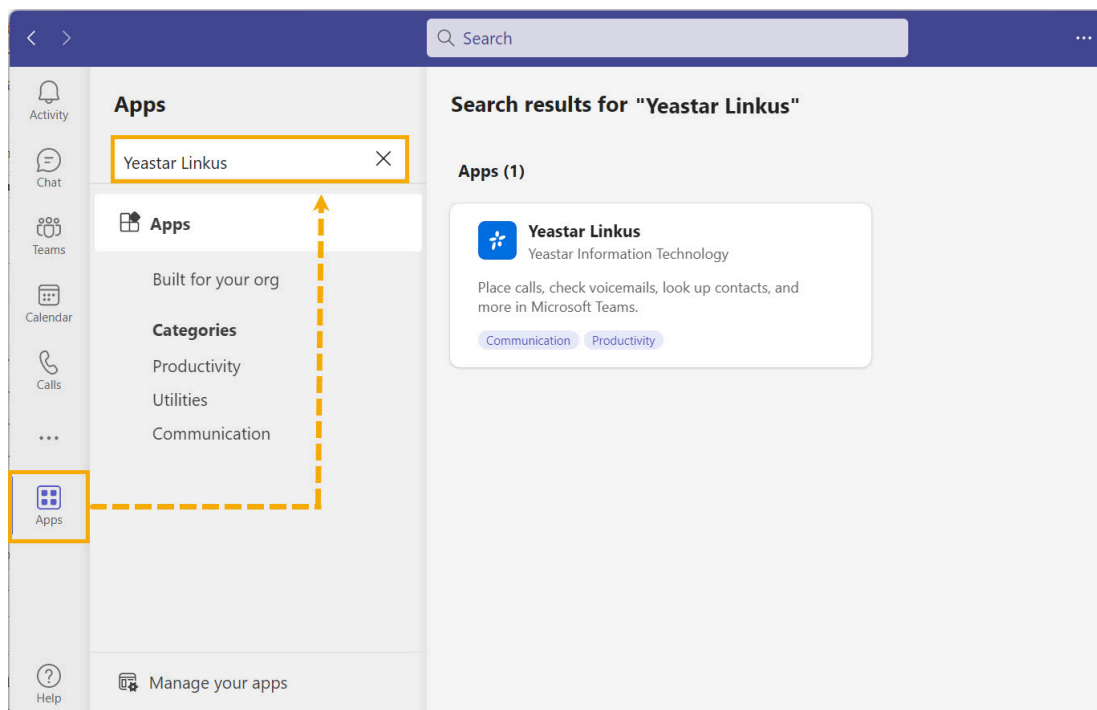 Search
Activity
Chat
Teams
Calendar
Calls
Apps
Help
Apps
Yeastar Linkus
Apps
Built for your org
Categories
Productivity
Utilities
Communication
Manage your apps
Search results for "Yeastar Linkus"
Apps (1)
Yeastar Linkus
Yeastar Information Technology
Place calls, check voicemails, look up contacts, and
more in Microsoft Teams.
Communication Productivity